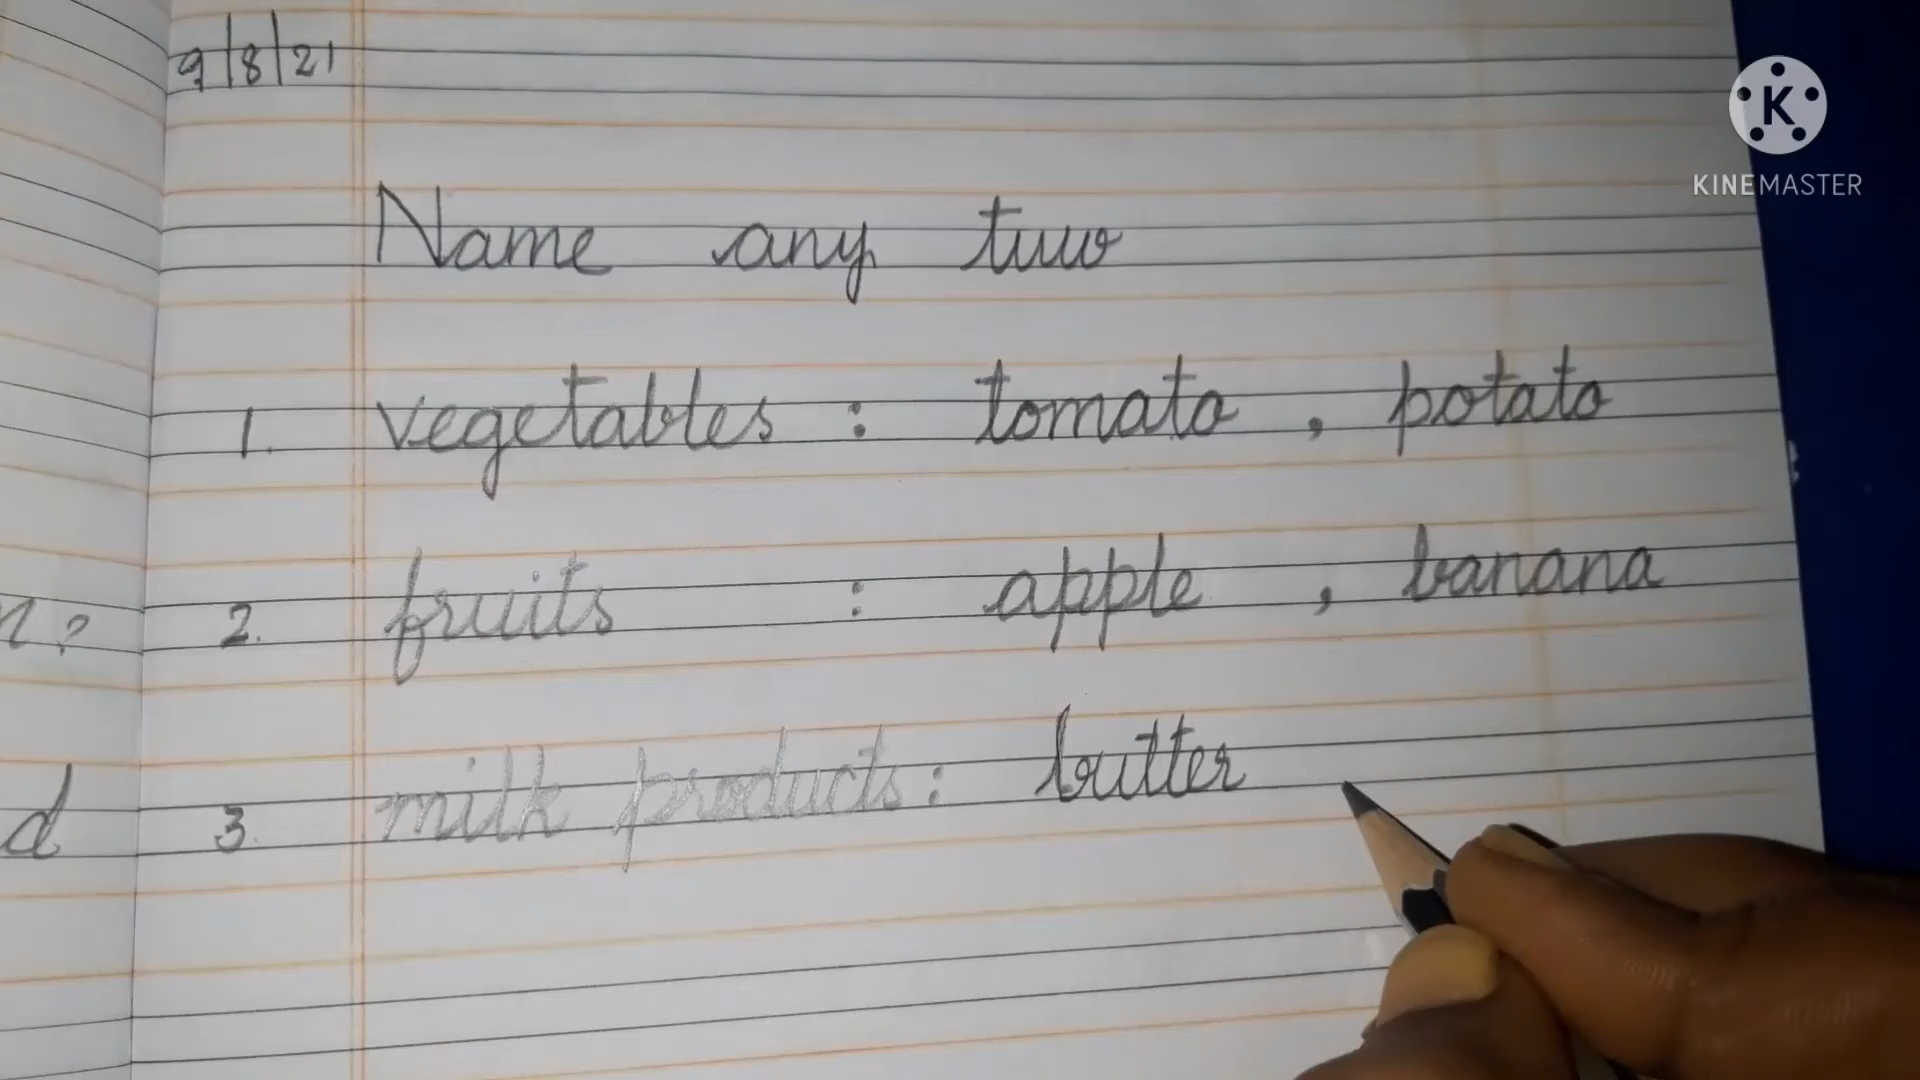 9/8/21
KINEMASTER
Name any two
1. vegetables : tomato , potato
2. fruits : apple , banana
3. milk products : butter
n?
d